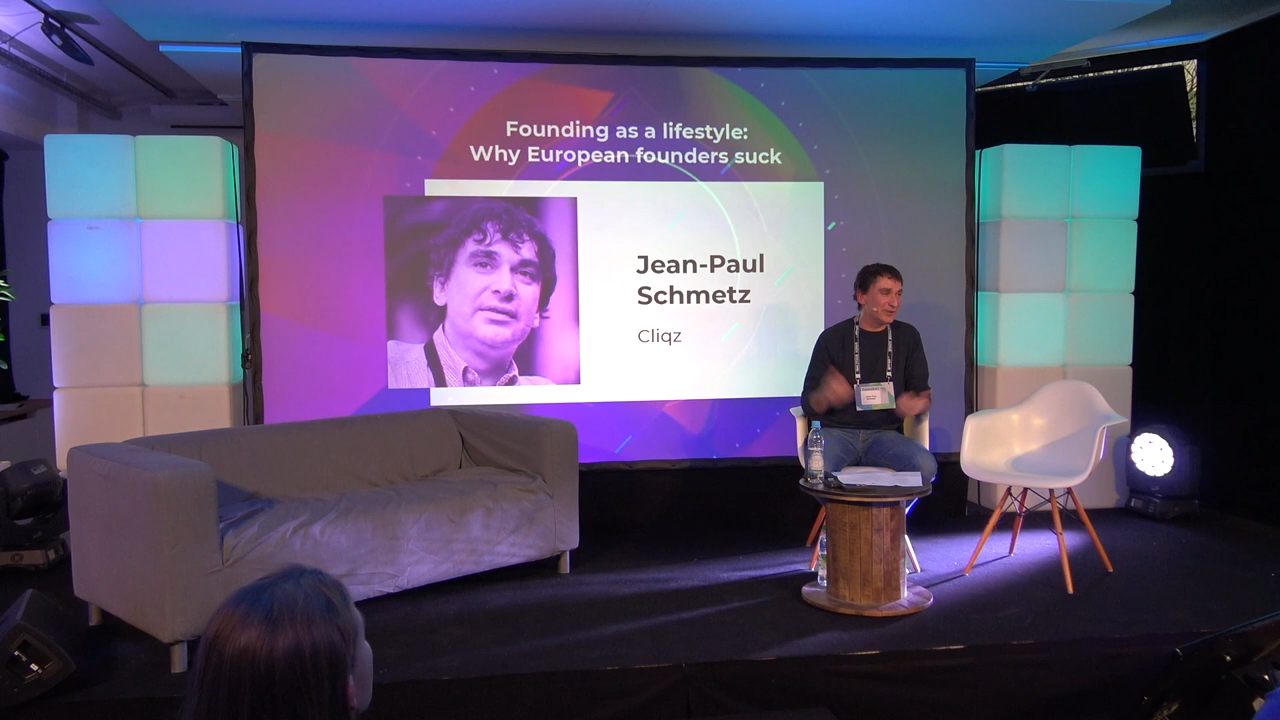 Founding as a lifestyle:
Why European founders suck
Jean-Paul
Schmetz
Cliqz